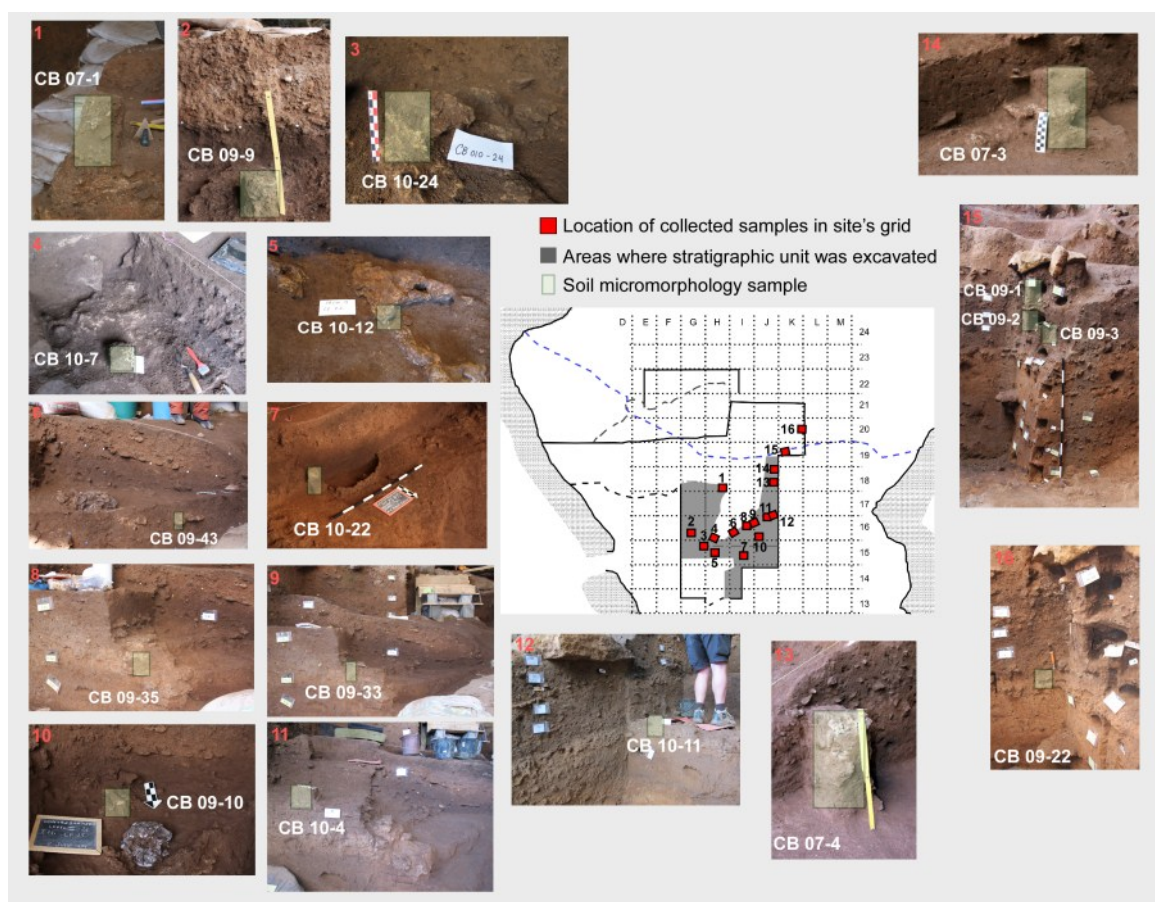 1
CB 07-1
2
CB 09-9
3
CB 010-24
CB 10-24
14
CB 07-3
Location of collected samples in site's grid
Areas where stratigraphic unit was excavated
Soil micromorphology sample
4
CB 10-7
5
CB 10-12
15
CB 09-1
CB 09-2
CB 09-3
6
CB 09-43
7
CB 10-22
D E F G H I J K L M
24
23
22
21
20
19
18
17
16
15
14
13
16
15
14
13
1
2
3
4
5
6
7
8
9
10
11
12
8
CB 09-35
9
CB 09-33
10
CB 09-10
11
CB 10-4
12
CB 10-11
13
CB 07-4
CB 09-22